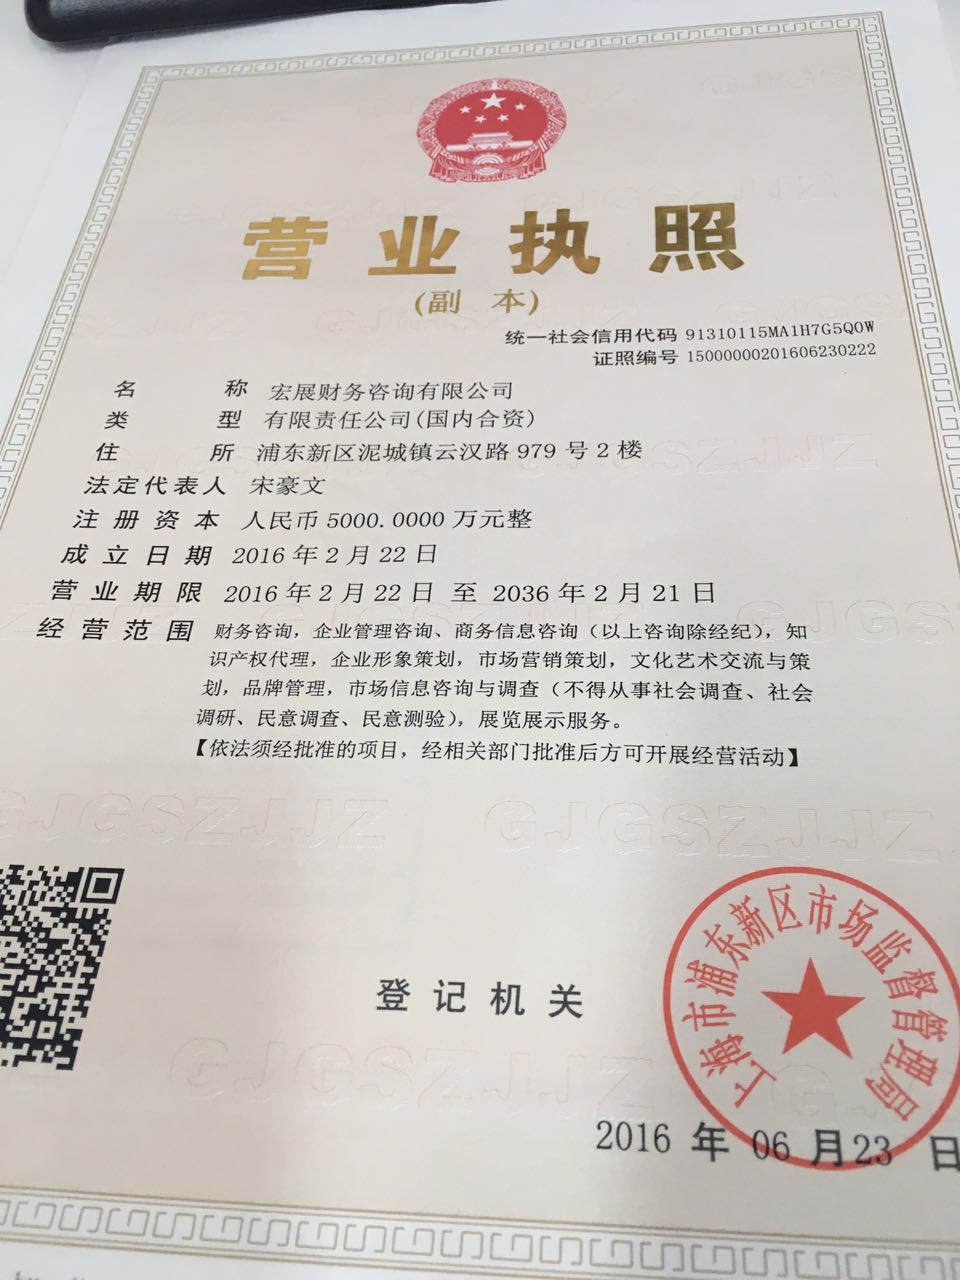 营业执照
(副 本)
统一社会信用代码 91310115MA1H7G5Q0W
证照编号 15000000201606230222
名 称 宏展财务咨询有限公司
类 型 有限责任公司(国内合资)
住 所 浦东新区泥城镇云汉路979号2楼
法定代表人 宋豪文
注册资本 人民币5000.0000万元整
成立日期 2016年2月22日
营业期限 2016年2月22日 至 2036年2月21日
经营范围 财务咨询，企业管理咨询、商务信息咨询（以上咨询除经纪），知
识产权代理，企业形象策划，市场营销策划，文化艺术交流与策
划，品牌管理，市场信息咨询与调查（不得从事社会调查、社会
调研、民意调查、民意测验），展览展示服务。
【依法须经批准的项目，经相关部门批准后方可开展经营活动】
GJGSZJJZ
GJGSZJJZ
登记机关
上海市浦东新区市场监督管理局
GJGSZJJZ
2016 年 06 月 23 日